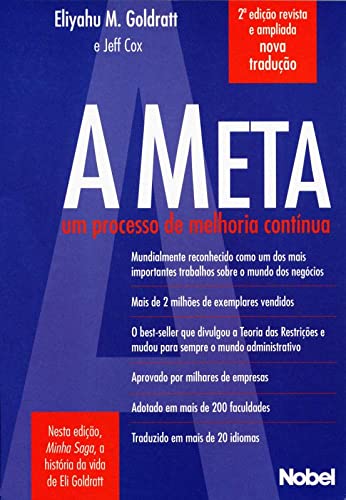 Eliyahu M. Goldratt
e Jeff Cox
2ª edição revista
e ampliada
nova
tradução
A META
um processo de melhoria contínua
Mundialmente reconhecido como um dos mais
importantes trabalhos sobre o mundo dos negócios
Mais de 2 milhões de exemplares vendidos
O best-seller que divulgou a Teoria das Restrições e
mudou para sempre o mundo administrativo
Aprovado por milhares de empresas
Adotado em mais de 200 faculdades
Traduzido em mais de 20 idiomas
Nesta edição,
Minha Saga, a
história da vida
de Eli Goldratt
Nobel